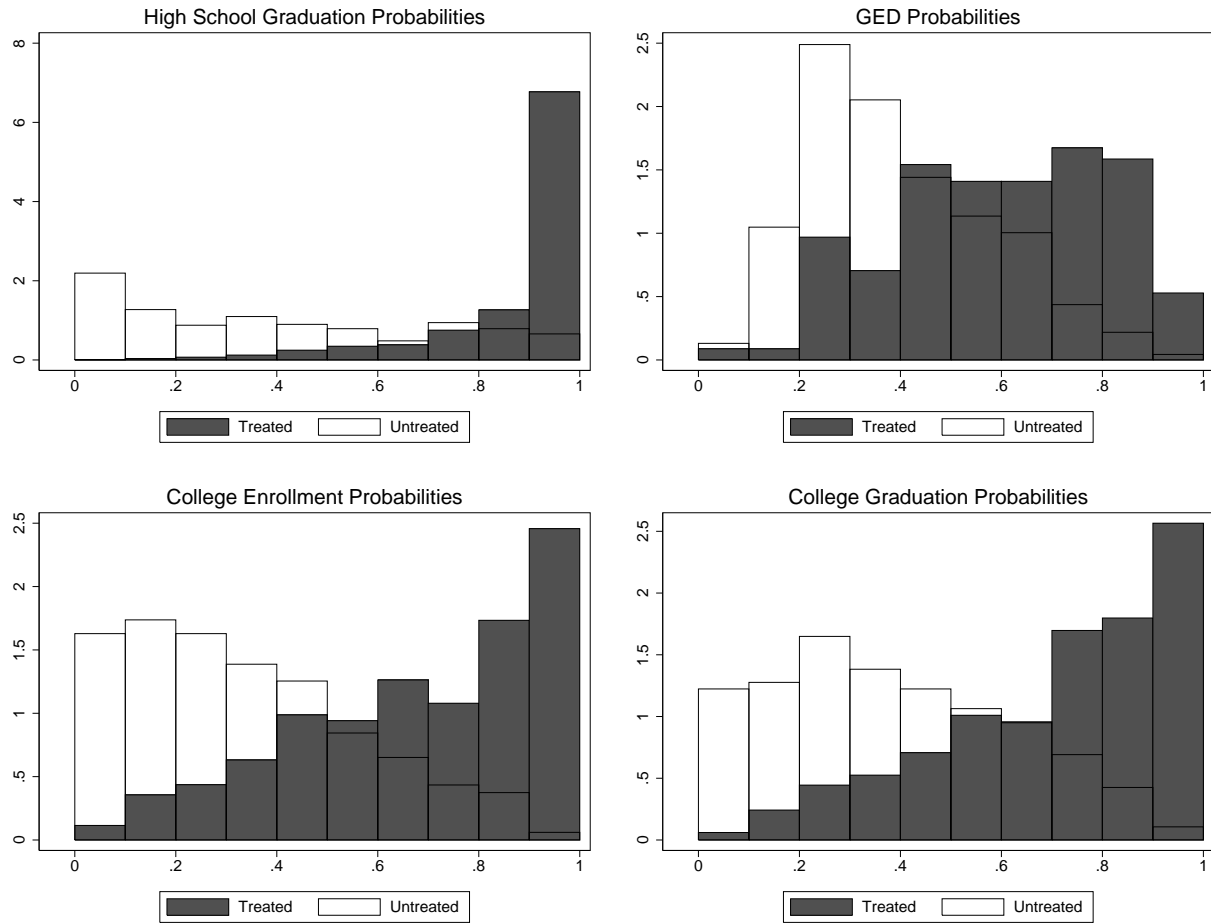 High School Graduation Probabilities
8
6
4
2
0
0 .2 .4 .6 .8 1
Treated Untreated
GED Probabilities
2.5
2
1.5
1
.5
0
0 .2 .4 .6 .8 1
Treated Untreated
College Enrollment Probabilities
2.5
2
1.5
1
.5
0
0 .2 .4 .6 .8 1
Treated Untreated
College Graduation Probabilities
2.5
2
1.5
1
.5
0
0 .2 .4 .6 .8 1
Treated Untreated